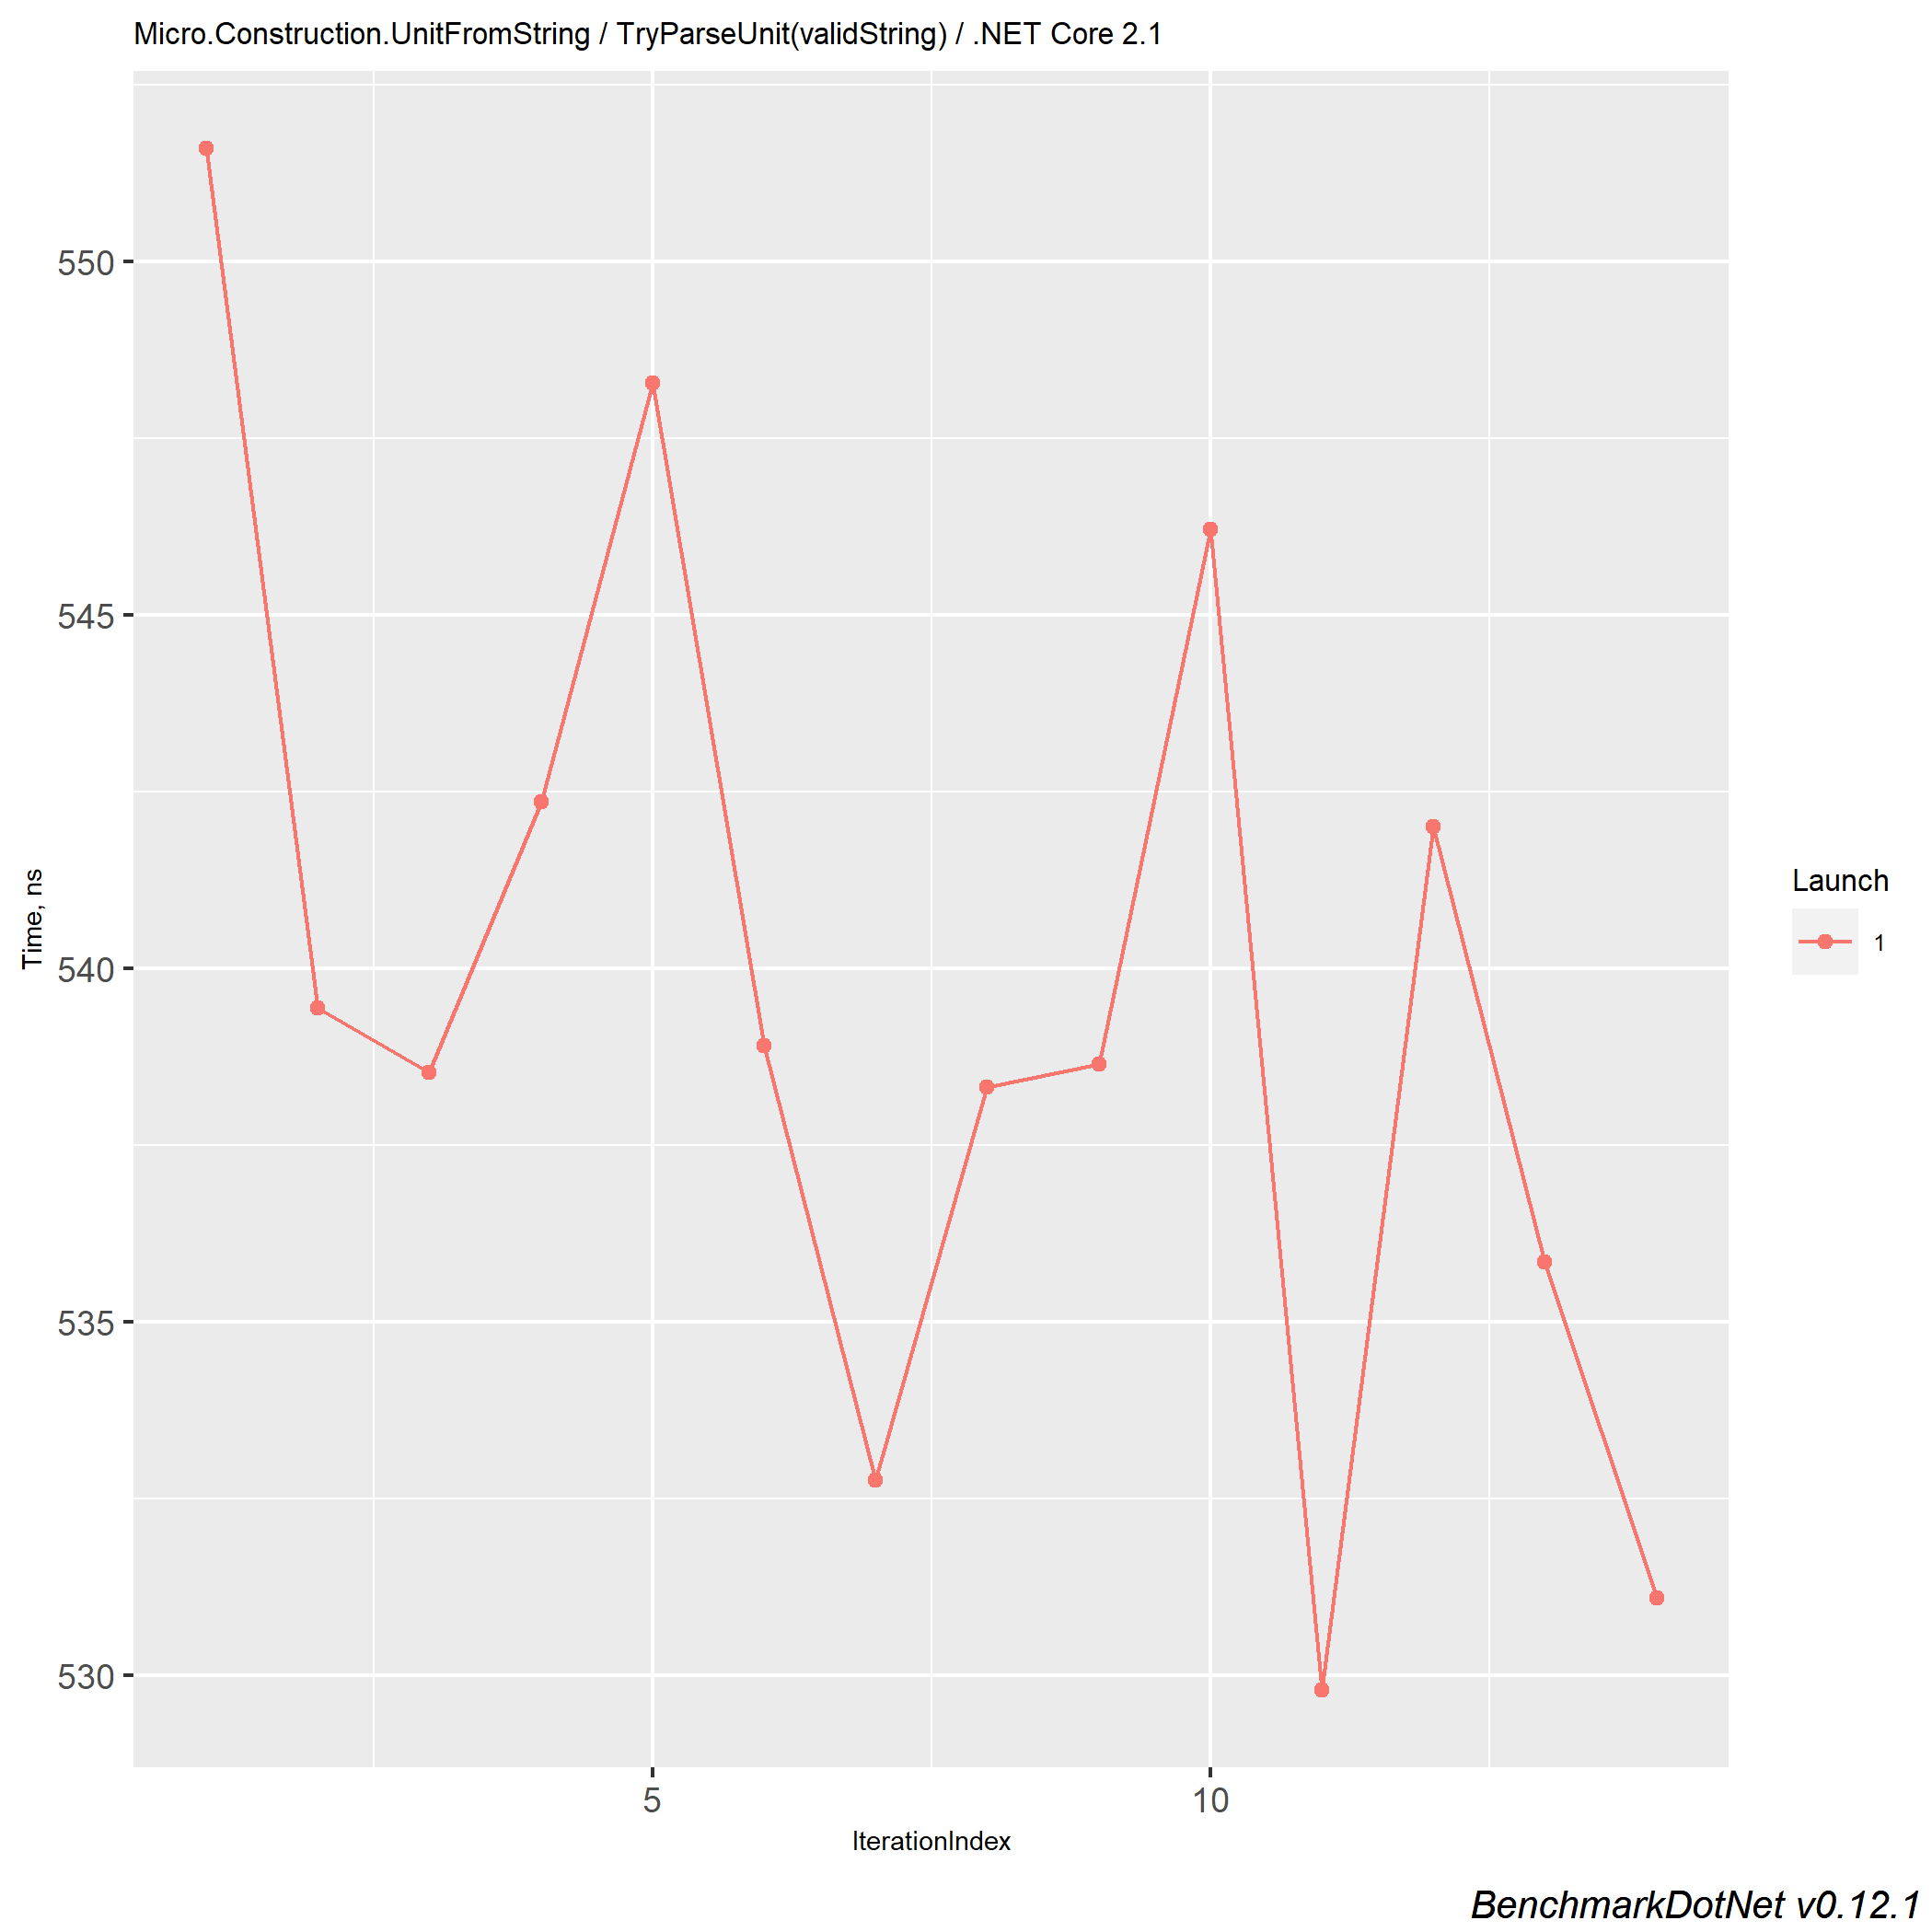 Micro.Construction.UnitFromString / TryParseUnit(validString) / .NET Core 2.1
550
545
540
535
530
Time, ns
5
10
IterationIndex
Launch
1
BenchmarkDotNet v0.12.1